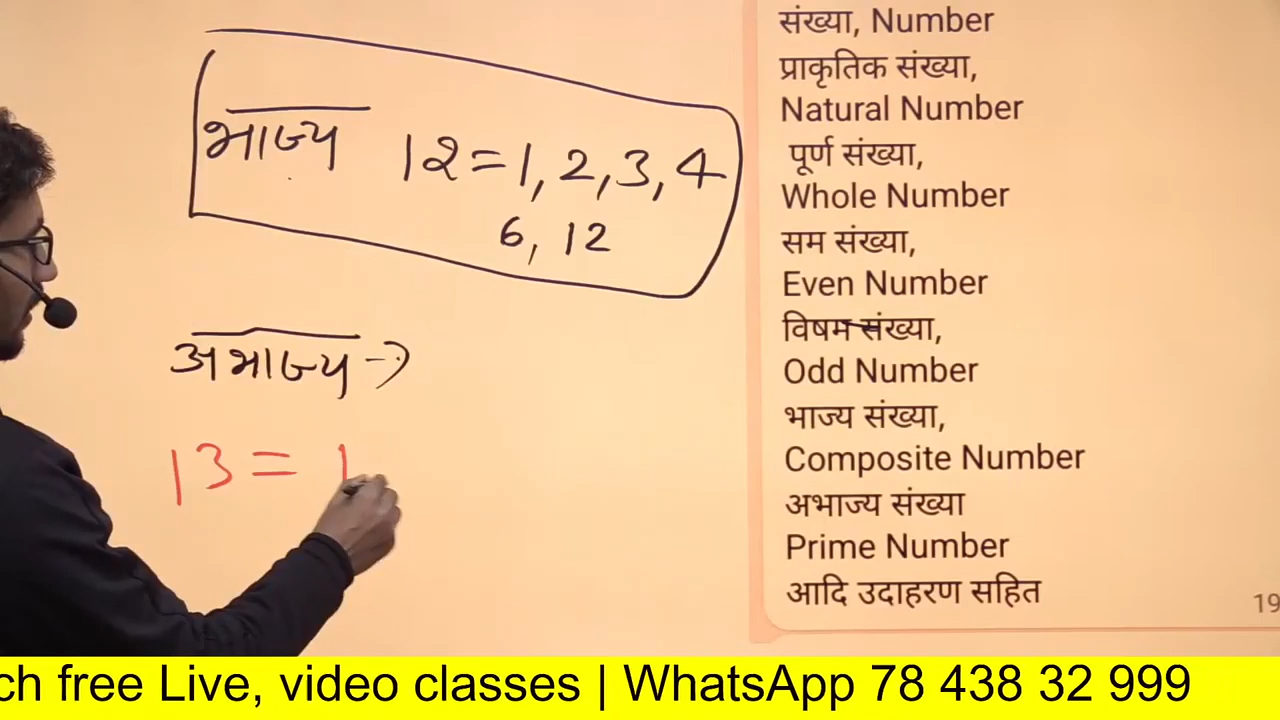 भाज्य 12=1,2,3,4
6, 12
अभाज्य →
13= 1
संख्या, Number
प्राकृतिक संख्या,
Natural Number
पूर्ण संख्या,
Whole Number
सम संख्या,
Even Number
विषम संख्या,
Odd Number
भाज्य संख्या,
Composite Number
अभाज्य संख्या
Prime Number
आदि उदाहरण सहित
19
ch free Live, video classes | WhatsApp 78 438 32 999